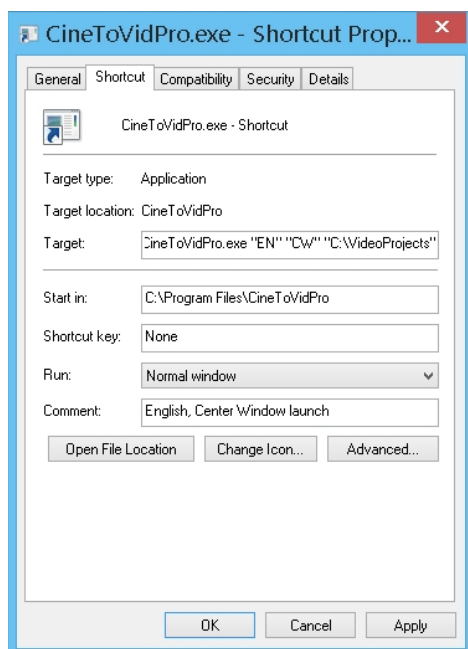 CineToVidPro.exe - Shortcut Prop...
General Shortcut Compatibility Security Details
CineToVidPro.exe - Shortcut
Target type: Application
Target location: CineToVidPro
Target: CineToVidPro.exe "EN" "CW" "C:\VideoProjects"
Start in: C:\Program Files\CineToVidPro
Shortcut key: None
Run: Normal window
Comment: English, Center Window launch
Open File Location Change Icon... Advanced...
OK Cancel Apply